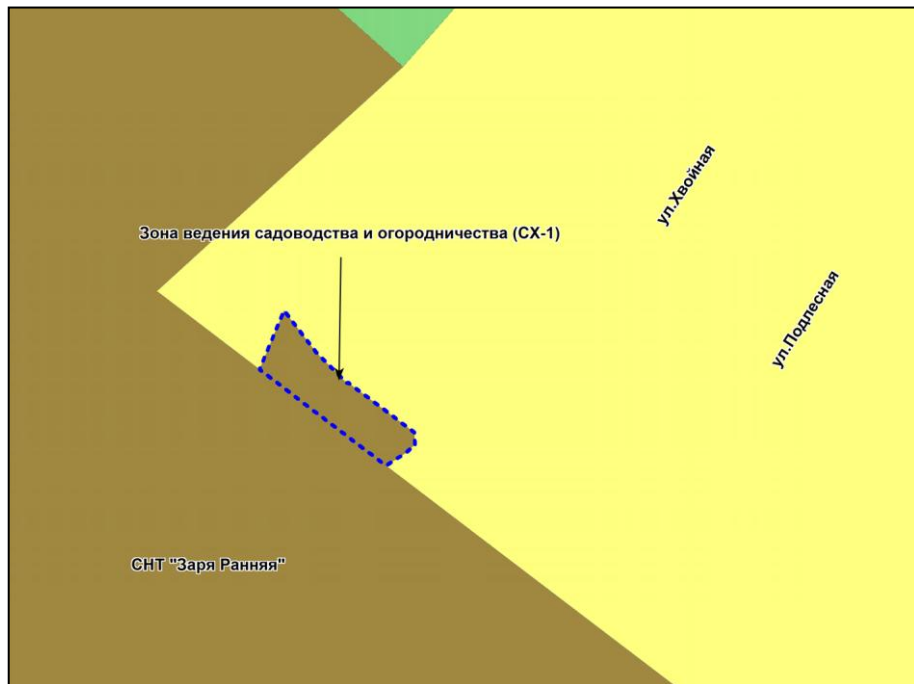 ул.Хвойная
Зона ведения садоводства и огородничества (СХ-1)
ул.Подлесная
СНТ "Заря Ранняя"